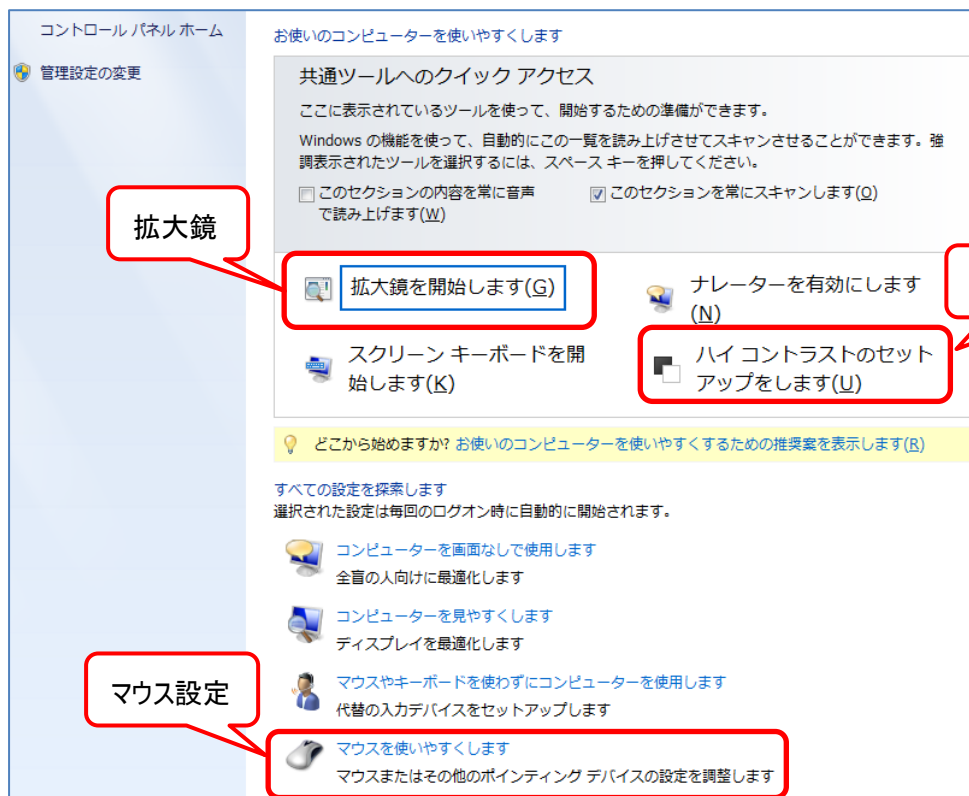 コントロール パネル ホーム
管理設定の変更
お使いのコンピューターを使いやすくします
共通ツールへのクイック アクセス
ここに表示されているツールを使って、開始するための準備ができます。
Windows の機能を使って、自動的にこの一覧を読み上げさせてスキャンさせることができます。強
調表示されたツールを選択するには、スペース キーを押してください。
このセクションの内容を常に音声
で読み上げます(W)
このセクションを常にスキャンします(O)
拡大鏡
拡大鏡を開始します(G)
ナレーターを有効にします
(N)
スクリーン キーボードを開
始します(K)
ハイ コントラストのセット
アップをします(U)
どこから始めますか? お使いのコンピューターを使いやすくするための推奨案を表示します(R)
すべての設定を探索します
選択された設定は毎回のログオン時に自動的に開始されます。
コンピューターを画面なしで使用します
全盲の人向けに最適化します
コンピューターを見やすくします
ディスプレイを最適化します
マウスやキーボードを使わずにコンピューターを使用します
代替の入力デバイスをセットアップします
マウス設定
マウスを使いやすくします
マウスまたはその他のポインティング デバイスの設定を調整します